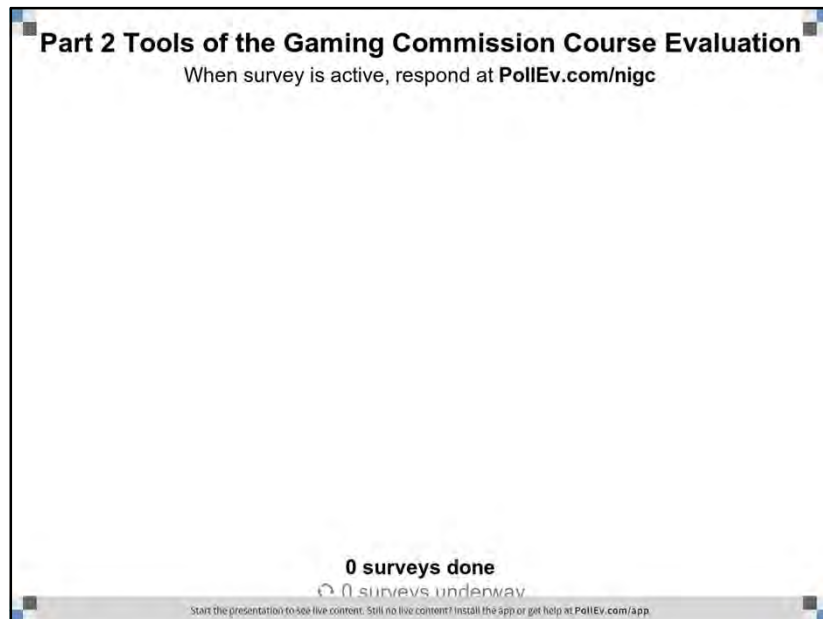 Part 2 Tools of the Gaming Commission Course Evaluation
When survey is active, respond at PollEv.com/nigc
0 surveys done
0 surveys underway
Start the presentation to see live content. Still no live content? Install the app or get help at PollEv.com/app